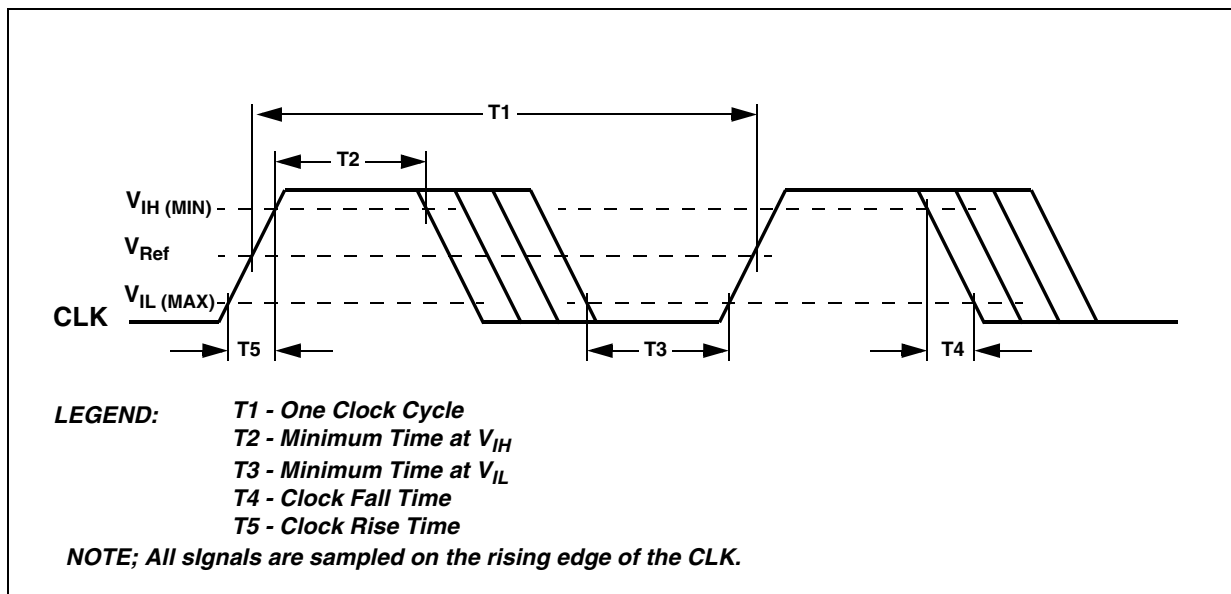 T1
T2
VIH (MIN)
VRef
VIL (MAX)
CLK
T5
T3
T4
LEGEND:
T1 - One Clock Cycle
T2 - Minimum Time at VIH
T3 - Minimum Time at VIL
T4 - Clock Fall Time
T5 - Clock Rise Time
NOTE; All sIgnals are sampled on the rising edge of the CLK.